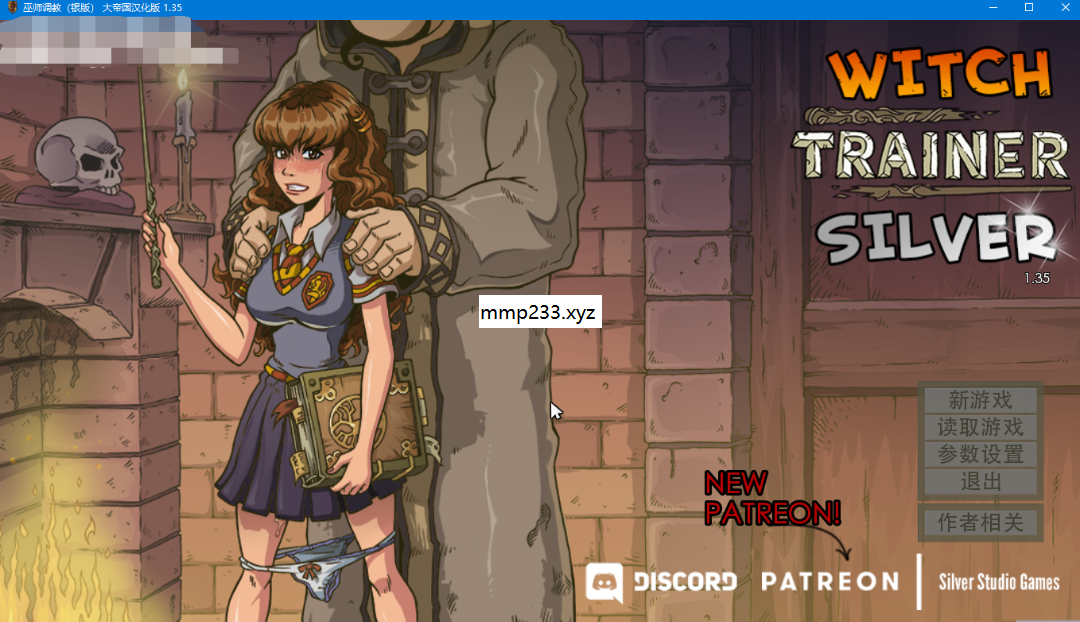 巫师调教（银版） 大帝国汉化版 1.35
WITCH
TRAINER
SILVER
1.35
mmp233.xyz
新游戏
读取游戏
参数设置
退出
作者相关
NEW
PATREON!
DISCORD PATREON Silver Studio Games